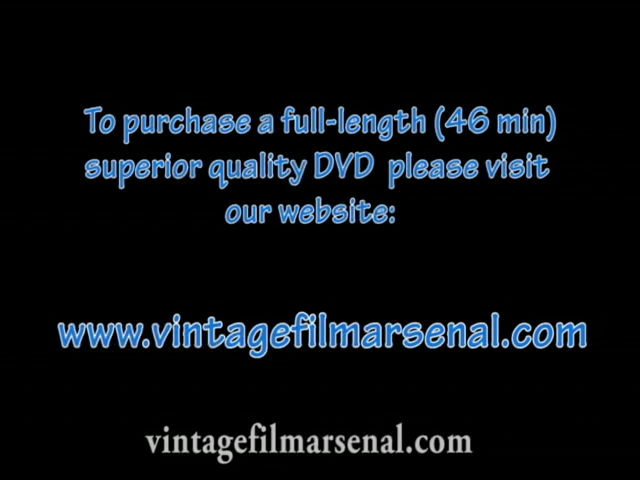 To purchase a full-length (46 min)
superior quality DVD please visit
our website:
www.vintagefilmarsenal.com
vintagefilmarsenal.com